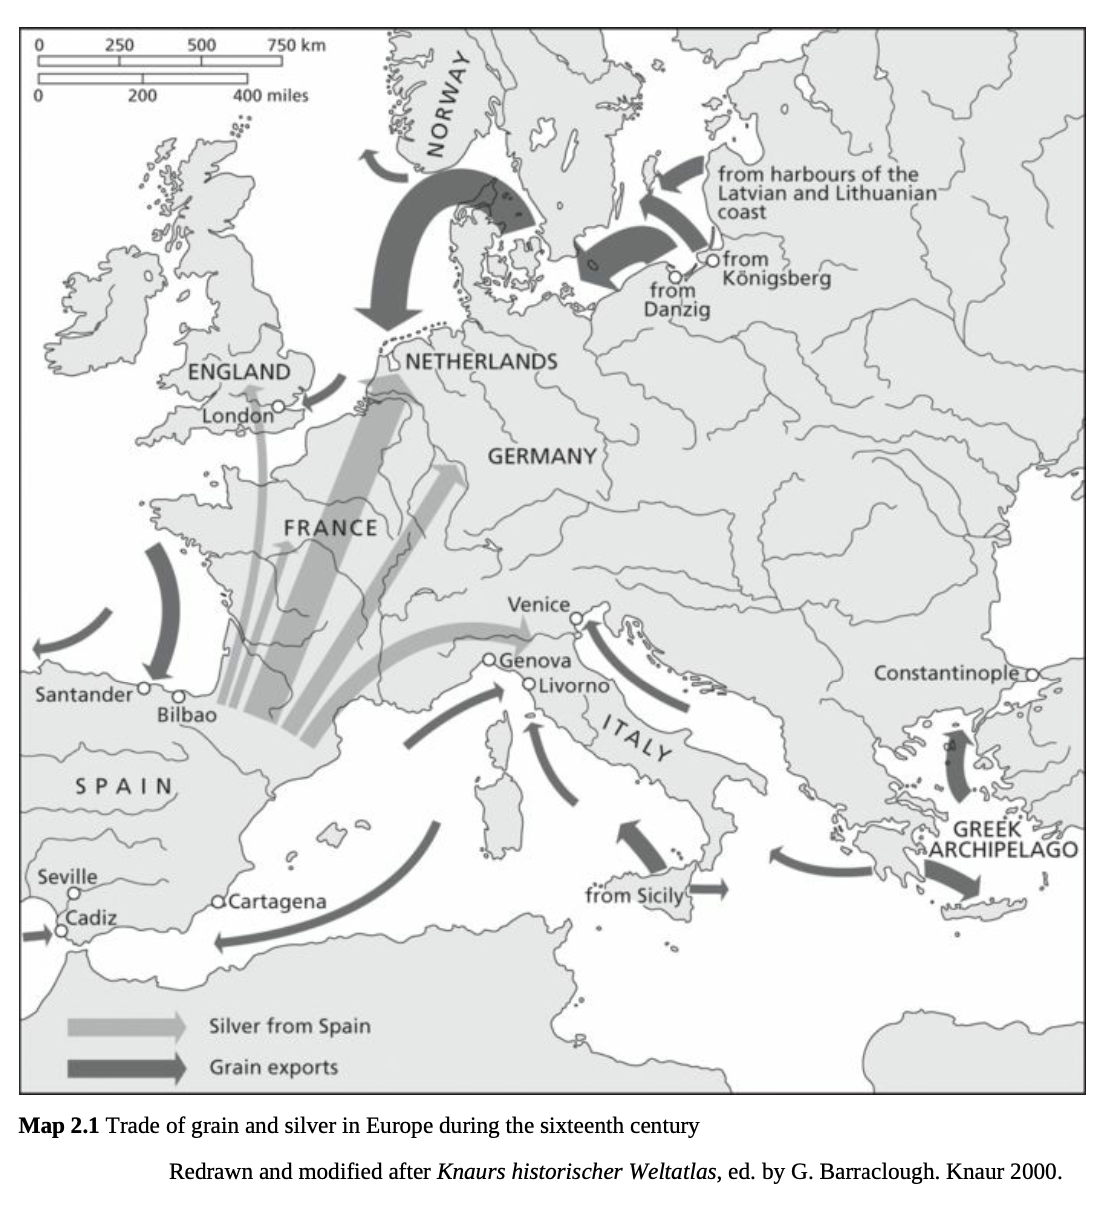 0 250 500 750 km
0 200 400 miles
NORWAY
from harbours of the
Latvian and Lithuanian
coast
from
Königsberg
from
Danzig
ENGLAND
London
NETHERLANDS
GERMANY
FRANCE
Venice
Genova
Livorno
Constantinople
Santander
Bilbao
ITALY
SPAIN
GREEK
ARCHIPELAGO
Seville
Cartagena
from Sicily
Cadiz
Silver from Spain
Grain exports
Map 2.1 Trade of grain and silver in Europe during the sixteenth century
Redrawn and modified after Knaurs historischer Weltatlas, ed. by G. Barraclough. Knaur 2000.